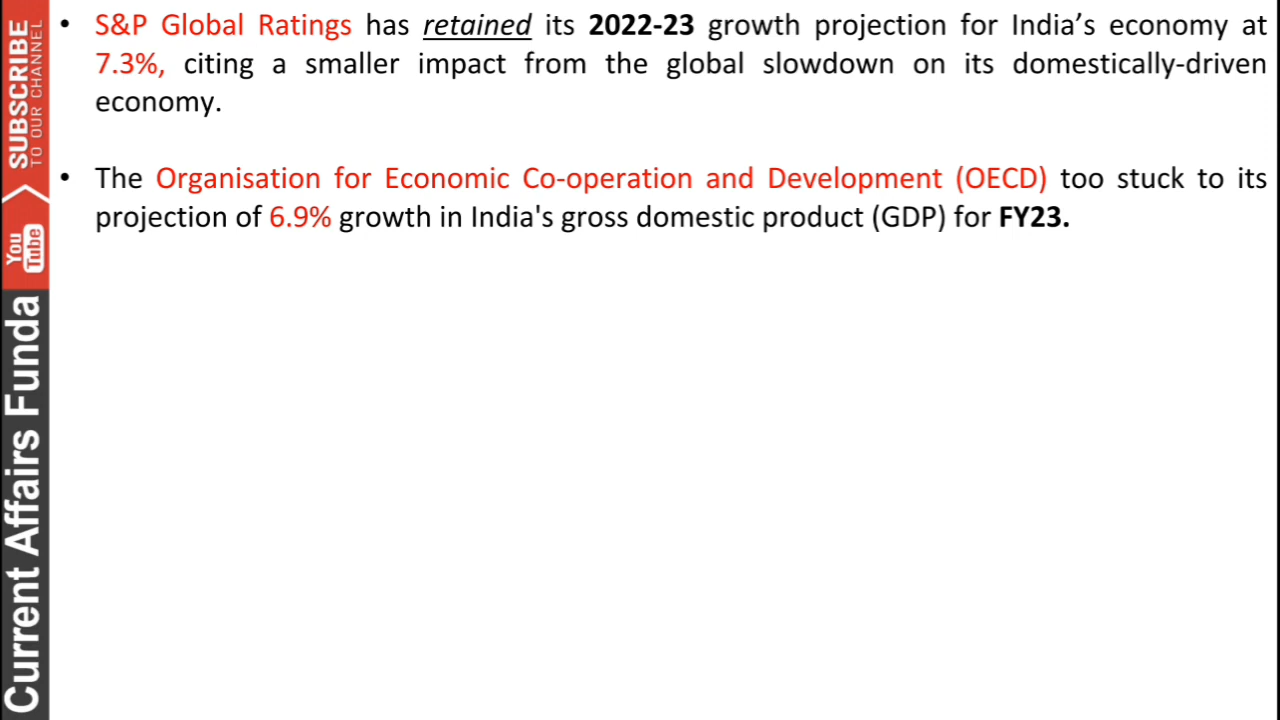 • S&P Global Ratings has retained its 2022-23 growth projection for India’s economy at
7.3%, citing a smaller impact from the global slowdown on its domestically-driven
economy.
• The Organisation for Economic Co-operation and Development (OECD) too stuck to its
projection of 6.9% growth in India's gross domestic product (GDP) for FY23.
SUBSCRIBE
TO OUR CHANNEL
You
Tube
Current Affairs Funda